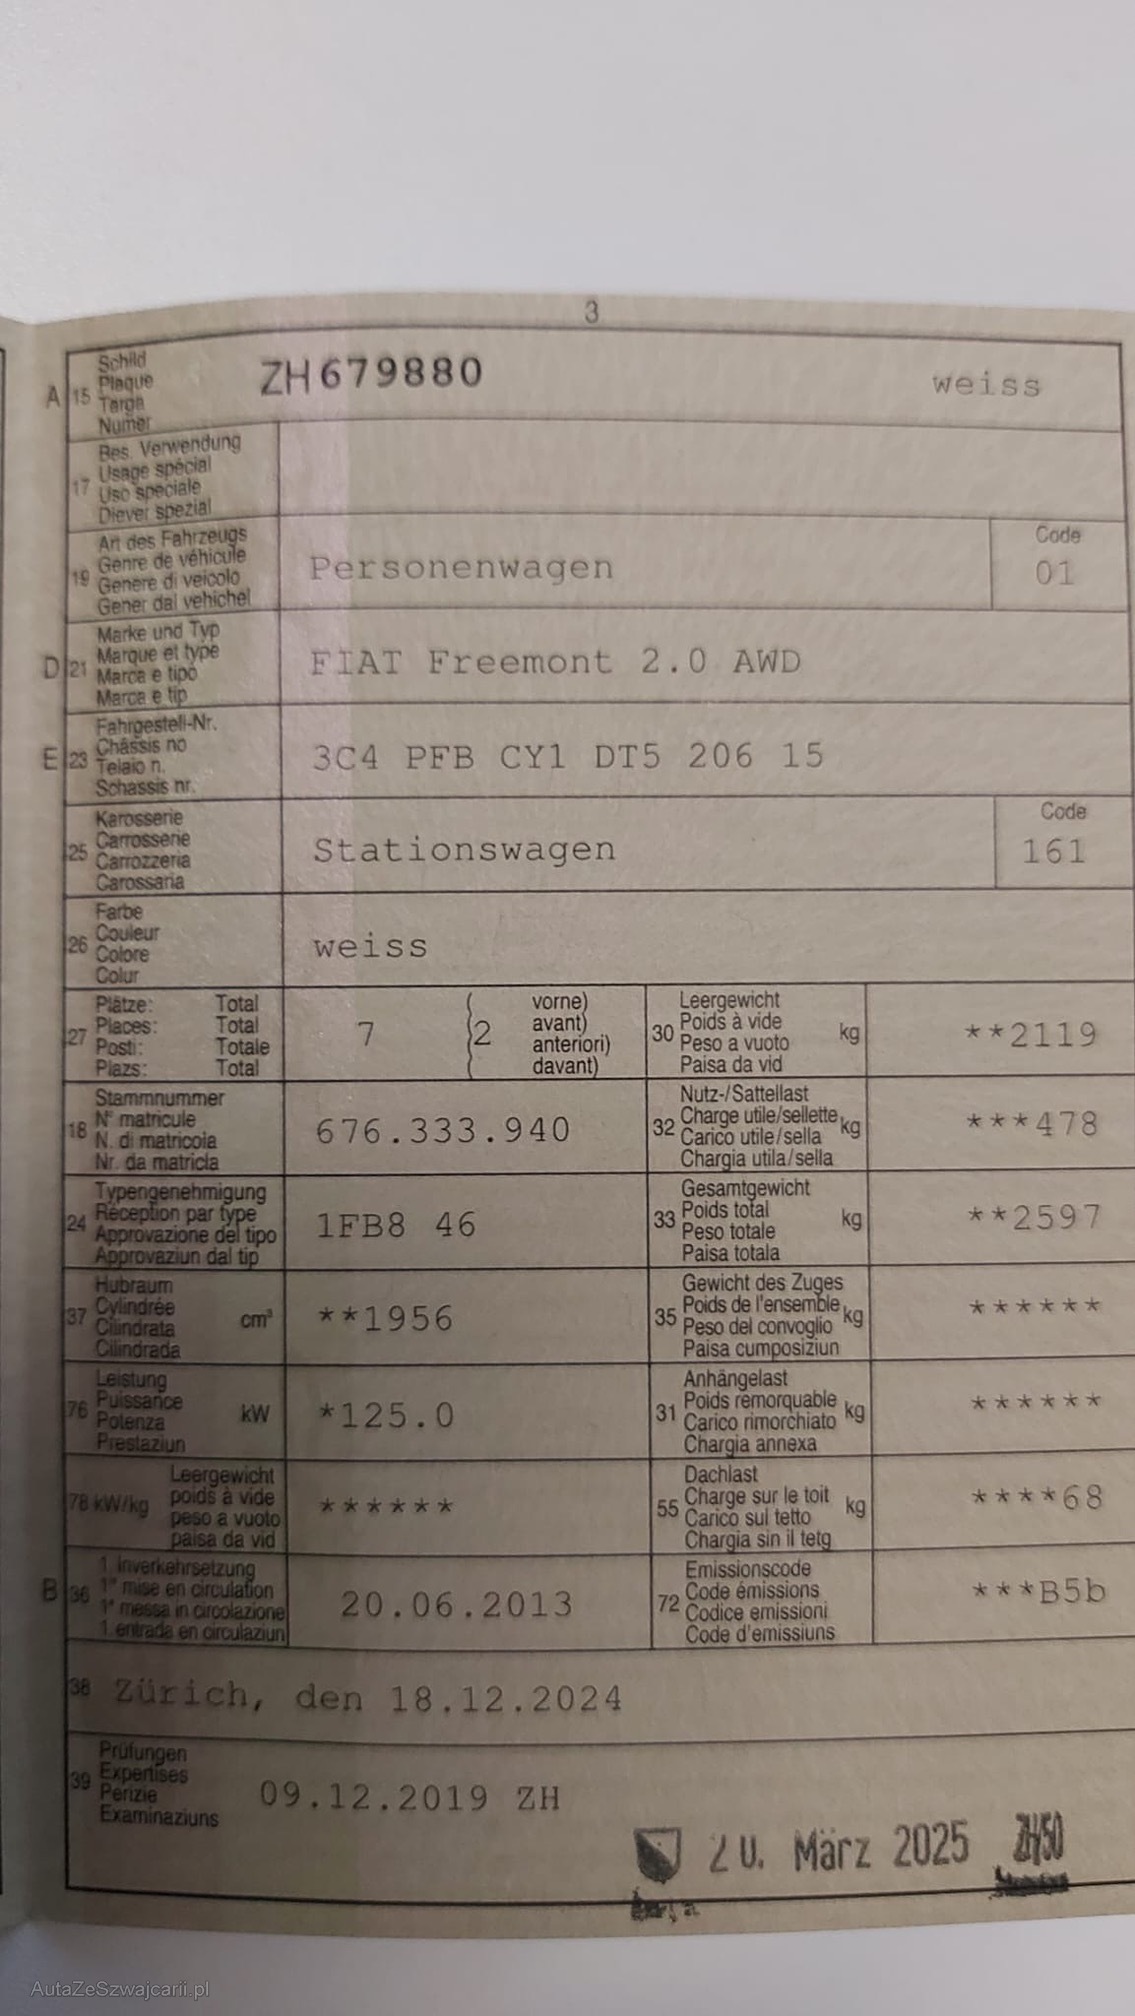 3
A 15 Schild Plaque Targa Numer ZH 679880 weiss
17 Bes. Verwendung
Usage spécial
Uso speciale
Diever spezial
19 Art des Fahrzeugs
Genre de véhicule
Genere di veicolo
Gener dal vehichel
Personenwagen
Code
01
D 21 Marke und Typ
Marque et type
Marca e tipo
Marca e tip
FIAT Freemont 2.0 AWD
E 23 Fahrgestell-Nr.
Châssis no
Telaio n.
Schassis nr.
3C4 PFB CY1 DT5 206 15
25 Karosserie
Carrosserie
Carrozzeria
Carossaria
Stationswagen
Code
161
26 Farbe
Couleur
Colore
Colur
weiss
27 Plätze: Total
Places: Total
Posti: Totale
Plazs: Total
7 ( 2 vorne)
avant)
anteriori)
davant)
30 Leergewicht
Poids à vide
Peso a vuoto
Paisa da vid
kg **2119
18 Stammnummer
N° matricule
N. di matricola
Nr. da matricla
676.333.940
32 Nutz-/Sattellast
Charge utile/sellette
Carico utile/sella
Chargia utila/sella
kg ***478
24 Typengenehmigung
Réception par type
Approvazione del tipo
Approvaziun dal tip
1FB8 46
33 Gesamtgewicht
Poids total
Peso totale
Paisa totala
kg **2597
37 Hubraum
Cylindrée
Cilindrata
Cilindrada
cm³ **1956
35 Gewicht des Zuges
Poids de l'ensemble
Peso del convoglio
Paisa cumposiziun
kg ******
76 Leistung
Puissance
Potenza
Prestaziun
kW *125.0
31 Anhängelast
Poids remorquable
Carico rimorchiato
Chargia annexa
kg ******
78 kW/kg Leergewicht
poids à vide
peso a vuoto
paisa da vid
******
55 Dachlast
Charge sur le toit
Carico sul tetto
Chargia sin il tetg
kg ****68
B 36 1. Inverkehrsetzung
1re mise en circulation
1a messa in circolazione
1. entrada en circulaziun
20.06.2013
72 Emissionscode
Code émissions
Codice emissioni
Code d'emissiuns
***B5b
38 Zürich, den 18.12.2024
39 Prüfungen
Expertises
Perizie
Examinaziuns
09.12.2019 ZH
20. März 2025 ZH50
AutaZeSzwajcarii.pl